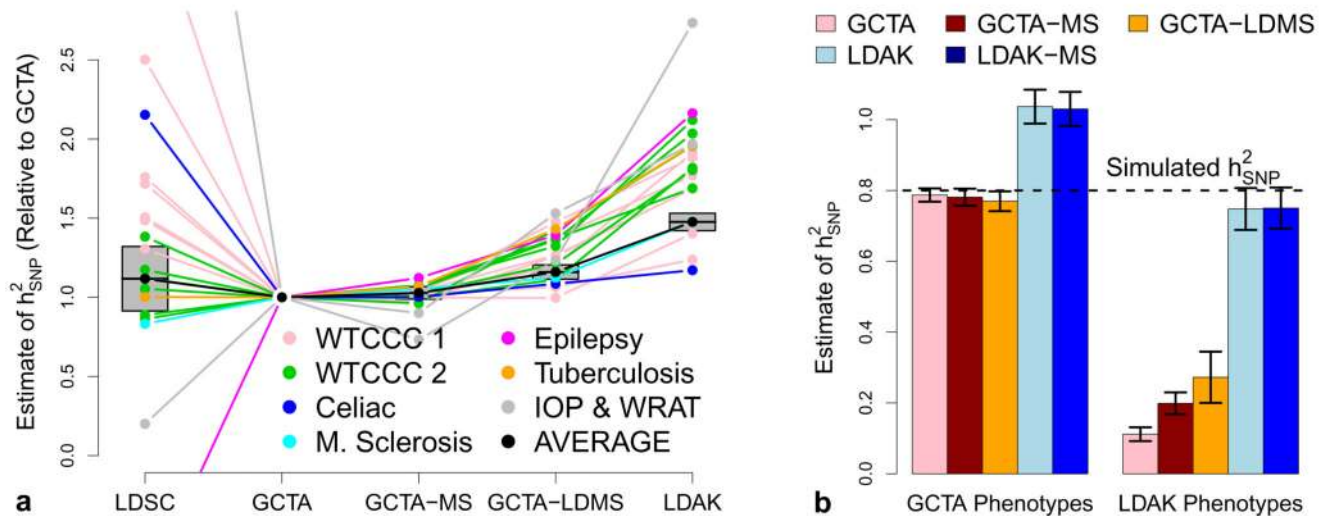 Estimate of h²SNP (Relative to GCTA)
2.5
2.0
1.5
1.0
0.5
0.0
WTCCC 1
WTCCC 2
Celiac
M. Sclerosis
Epilepsy
Tuberculosis
IOP & WRAT
AVERAGE
a
LDSC
GCTA
GCTA−MS
GCTA−LDMS
LDAK
GCTA
GCTA−MS
GCTA−LDMS
LDAK
LDAK−MS
Estimate of h²SNP
1.0
0.8
0.6
0.4
0.2
0.0
Simulated h²SNP
b
GCTA Phenotypes
LDAK Phenotypes